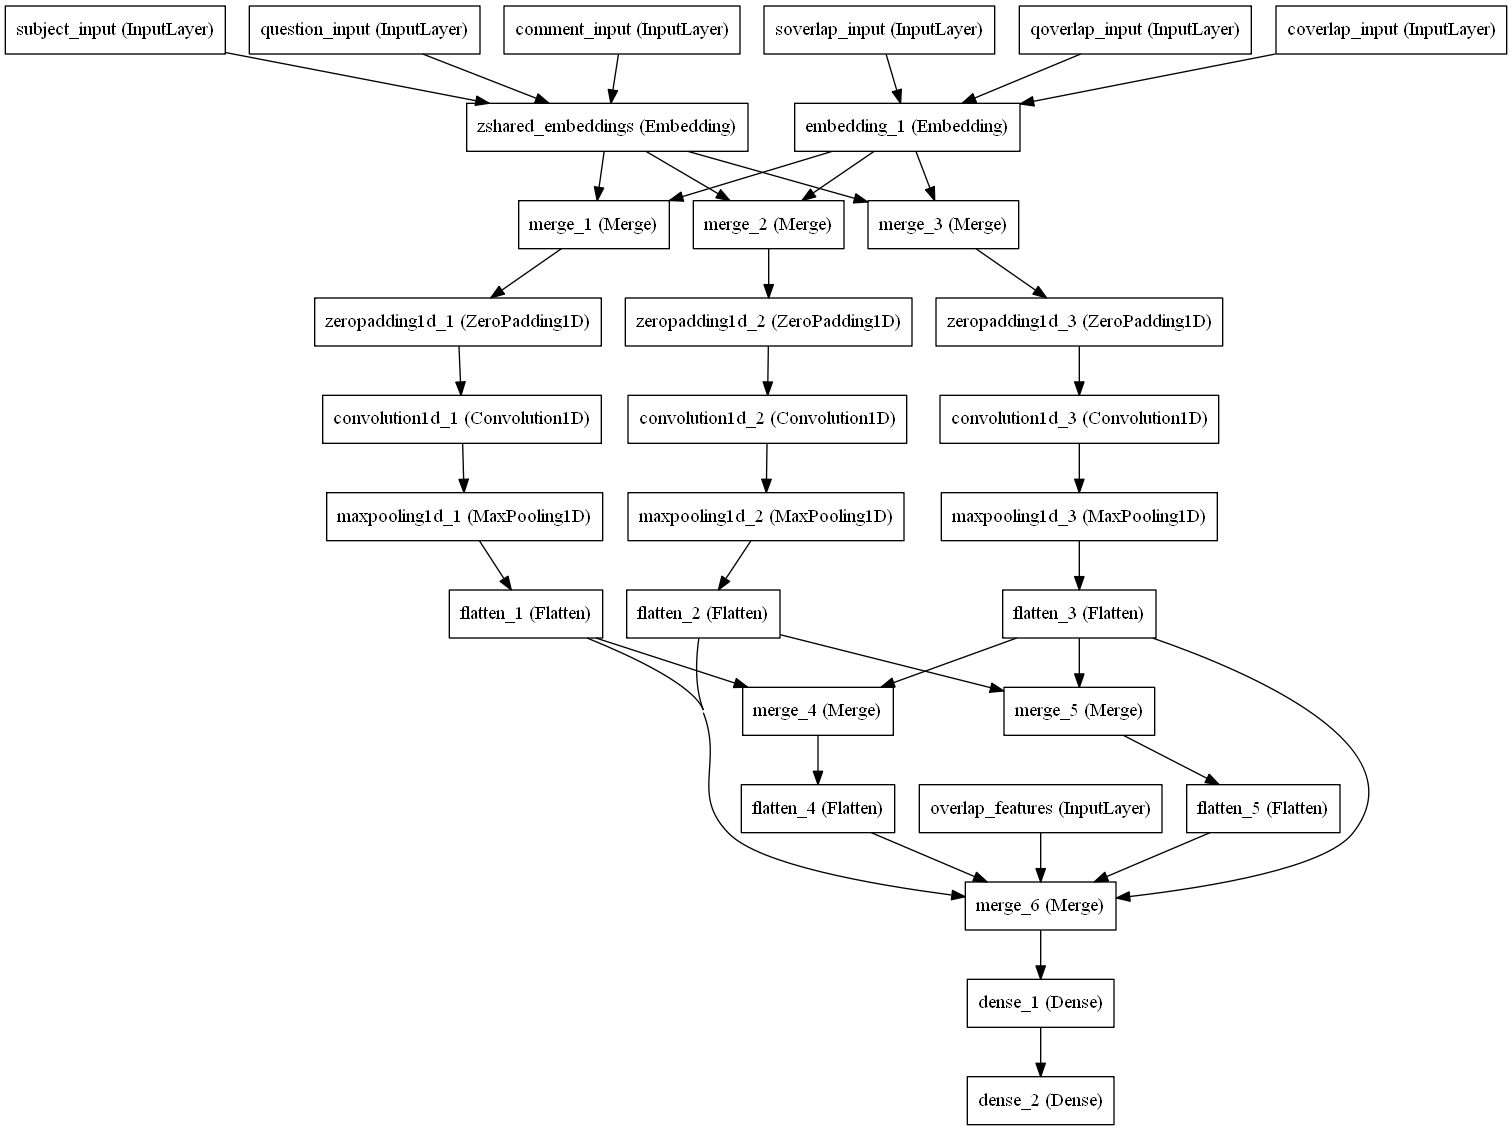 subject_input (InputLayer)
question_input (InputLayer)
comment_input (InputLayer)
soverlap_input (InputLayer)
qoverlap_input (InputLayer)
coverlap_input (InputLayer)
zshared_embeddings (Embedding)
embedding_1 (Embedding)
merge_1 (Merge)
merge_2 (Merge)
merge_3 (Merge)
zeropadding1d_1 (ZeroPadding1D)
zeropadding1d_2 (ZeroPadding1D)
zeropadding1d_3 (ZeroPadding1D)
convolution1d_1 (Convolution1D)
convolution1d_2 (Convolution1D)
convolution1d_3 (Convolution1D)
maxpooling1d_1 (MaxPooling1D)
maxpooling1d_2 (MaxPooling1D)
maxpooling1d_3 (MaxPooling1D)
flatten_1 (Flatten)
flatten_2 (Flatten)
flatten_3 (Flatten)
merge_4 (Merge)
merge_5 (Merge)
flatten_4 (Flatten)
overlap_features (InputLayer)
flatten_5 (Flatten)
merge_6 (Merge)
dense_1 (Dense)
dense_2 (Dense)